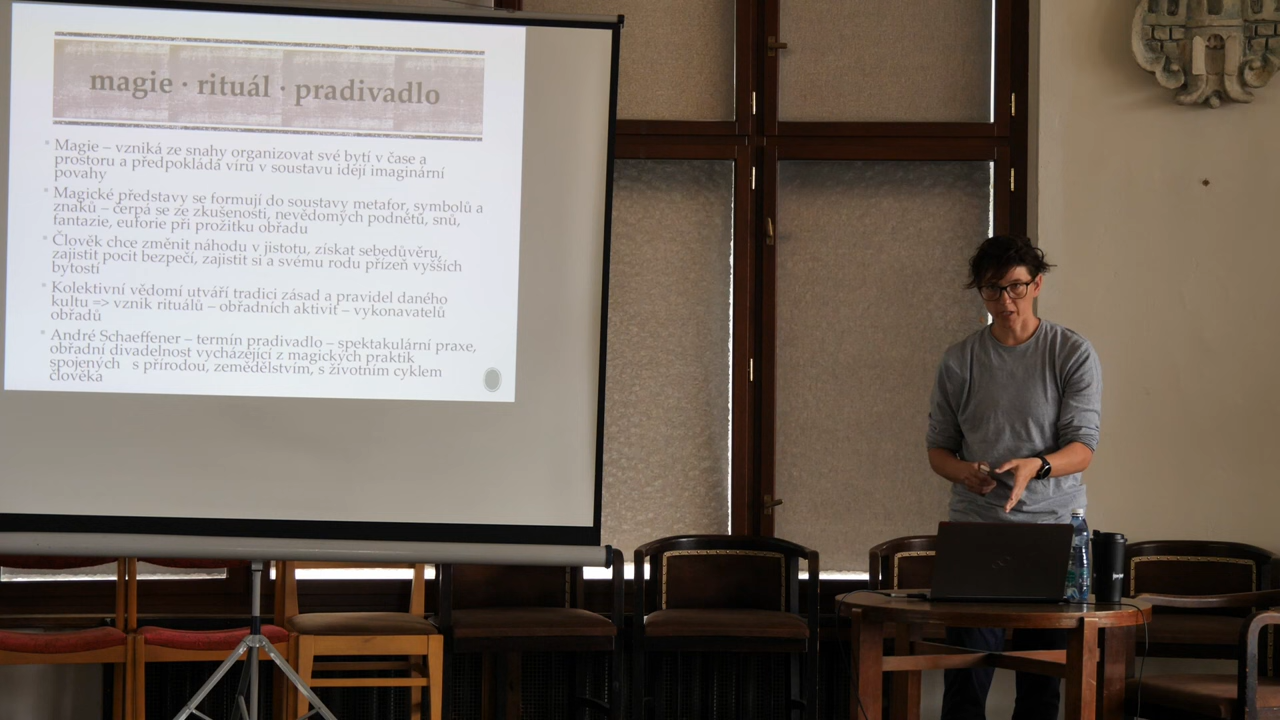 magie · rituál · pradivadlo
Magie – vzniká ze snahy organizovat své bytí v čase a
prostoru a předpokládá víru v soustavu idejí imaginární
povahy
Magické představy se formují do soustavy metafor, symbolů a
znaků – čerpá se ze zkušeností, nevědomých podnětů, snů,
fantazie, euforie při prožitku obřadu
Člověk chce změnit náhodu v jistotu, získat sebedůvěru,
zajistit pocit bezpečí, zajistit si a svému rodu přízeň vyšších
bytostí
Kolektivní vědomí utváří tradici zásad a pravidel daného
kultu => vznik rituálů – obřadních aktivit – vykonavatelů
obřadů
André Schaeffener – termín pradivadlo – spektakulární praxe,
obřadní divadelnost vycházející z magických praktik
spojených s přírodou, zemědělstvím, s životním cyklem
člověka